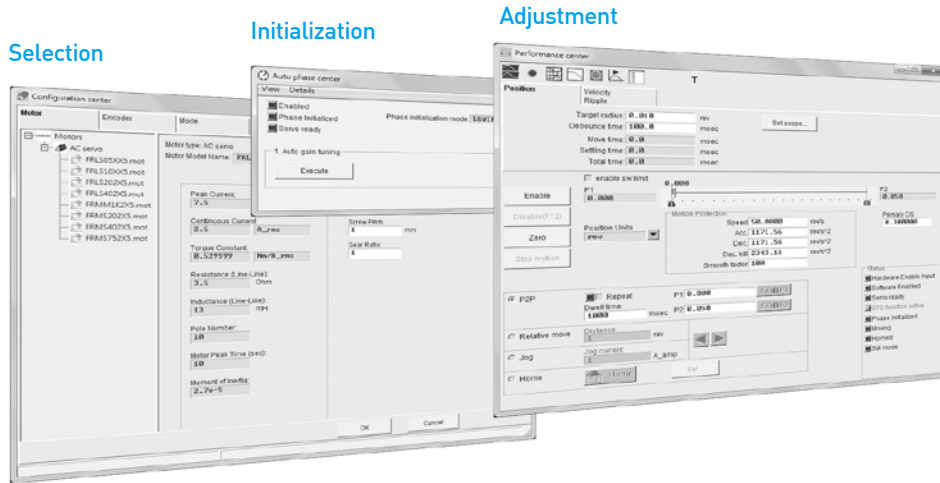 Selection
Initialization
Adjustment
Configuration center
Motor
Encoder
Mode
Motors
AC servo
FRLS05XX5.mot
FRLS10XX5.mot
FRLS202X5.mot
FRLS402X5.mot
FRMM1K2X5.mot
FRMS202X5.mot
FRMS402X5.mot
FRMS752X5.mot
Motor type: AC servo
Motor Model Name:
Peak Current
7.5
Continuous Current
2.5 A_rms
Torque Constant
0.529999 Nm/A_rms
Resistance (Line-Line):
3.5 Ohm
Inductance (Line-Line):
13 mH
Pole Number
10
Motor Peak Time (sec):
10
Moment of inertia:
2.7e-5
Screw Pitch
1 mm
Gear Ratio
1
OK Cancel
Auto phase center
View Details
Enabled
Phase Initialized
Servo ready
Phase initialization mode
1. Auto gain tuning
Execute
Performance center
T
Position
Velocity
Ripple
Target radius: 0.010 rev
Debounce time: 100.0 msec
Move time: 0.0 msec
Settling time: 0.0 msec
Total time: 0.0 msec
Set scope...
Enable
Disable(F12)
Zero
Stop motion
enable sw limit
P1
0.000
0.000
P2
0.050
Position Units
rev
Motion Protection
Speed 50.0000 rev/s
Acc. 1171.56 rev/s^2
Dec. 1171.56 rev/s^2
Dec. kill 2343.11 rev/s^2
Smooth factor 100
Primary CG
0.100000
P2P
Repeat
Dwell time:
1000 msec
P1 0.000
P2 0.050
Relative move
Distance:
1 rev
Jog
Jog current:
1 A_amp
Home
Home
Status
Hardware Enable Input
Software Enabled
Servo ready
STO function active
Phase Initialized
Moving
Homed
SM mode